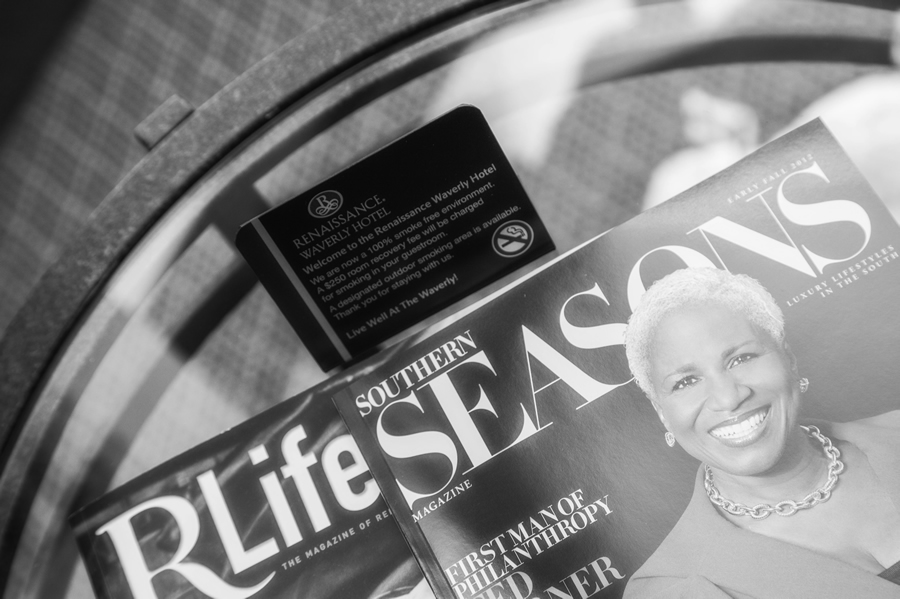 RENAISSANCE.
WAVERLY HOTEL
Welcome to the Renaissance Waverly Hotel
We are now a 100% smoke free environment.
A $250 room recovery fee will be charged
for smoking in your guestroom.
A designated outdoor smoking area is available.
Thank you for staying with us.
Live Well At The Waverly!
EARLY FALL 2012
SOUTHERN
SEASONS
MAGAZINE
LUXURY LIFESTYLES
IN THE SOUTH
FIRST MAN OF
PHILANTHROPY
RLife
THE MAGAZINE OF